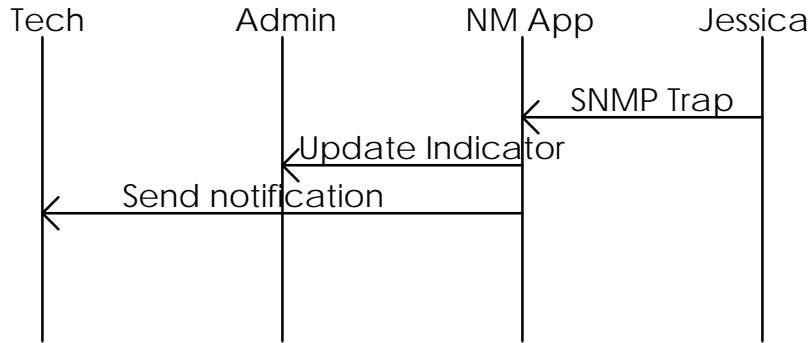 Tech Admin NM App Jessica
SNMP Trap
Update Indicator
Send notification